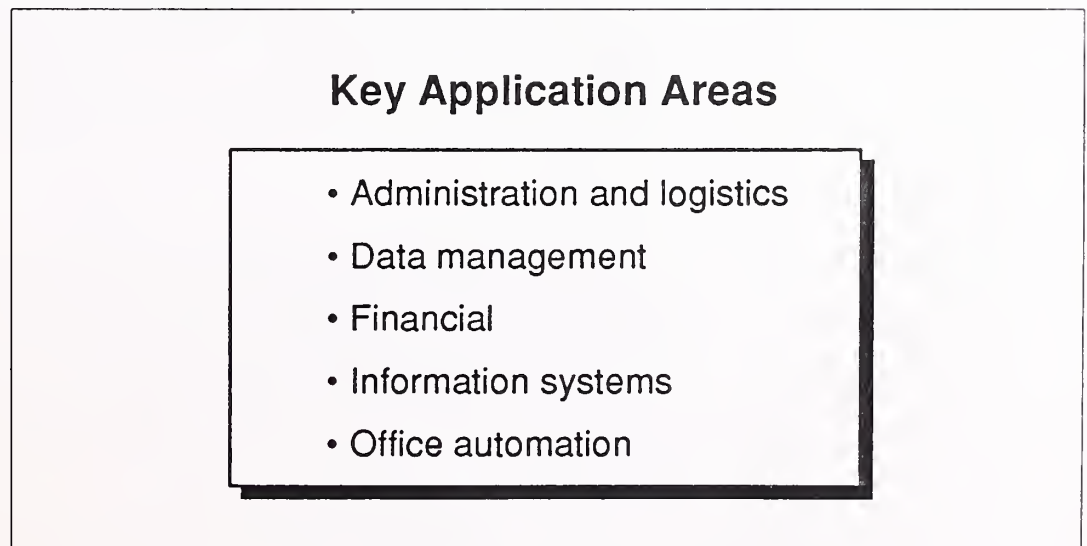 Key Application Areas
• Administration and logistics
• Data management
• Financial
• Information systems
• Office automation